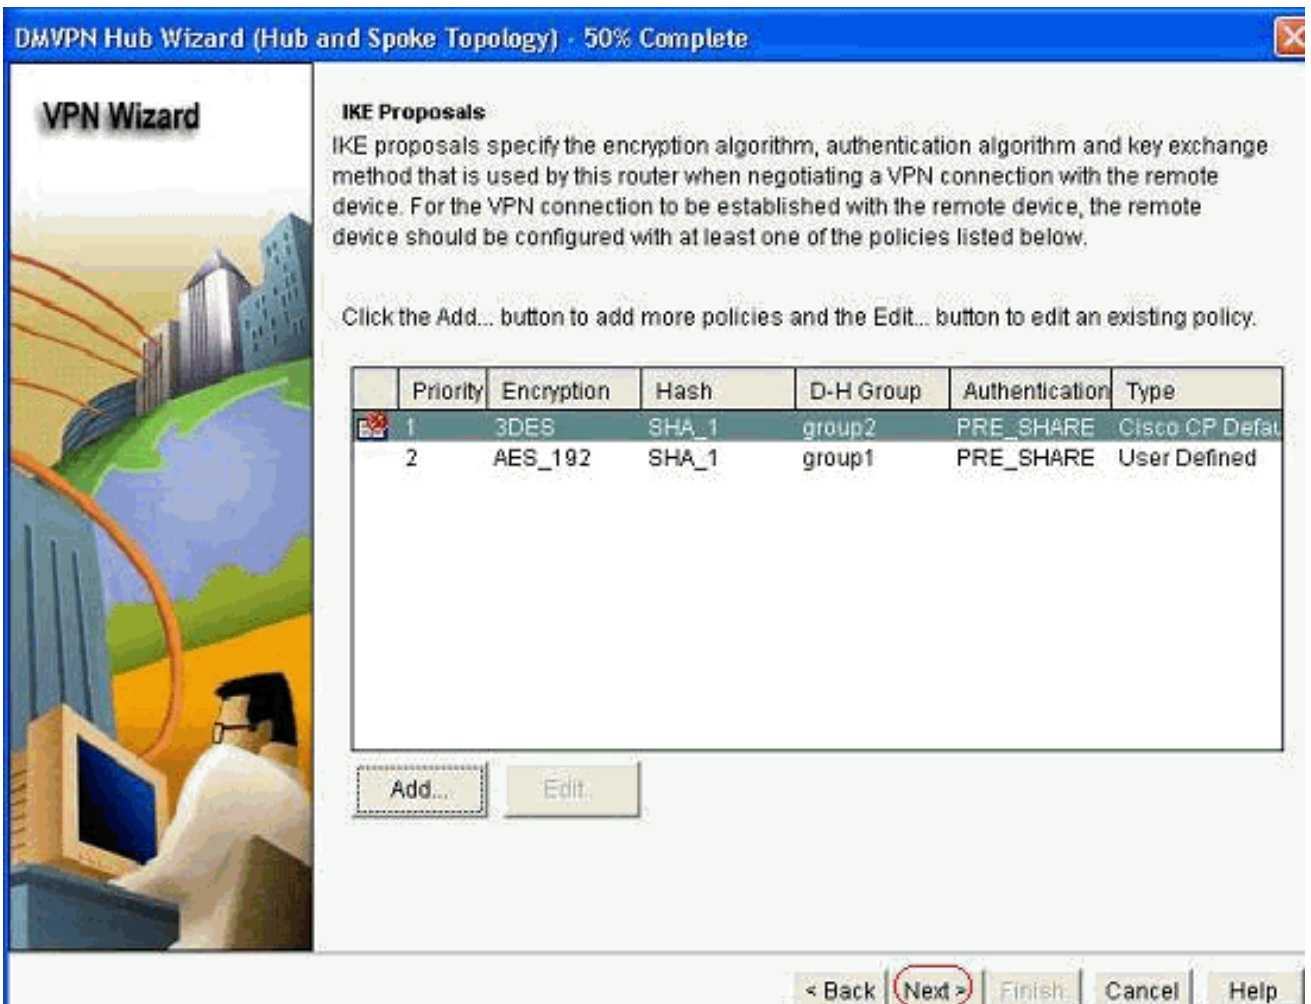 DMVPN Hub Wizard (Hub and Spoke Topology) - 50% Complete
VPN Wizard
IKE Proposals
IKE proposals specify the encryption algorithm, authentication algorithm and key exchange
method that is used by this router when negotiating a VPN connection with the remote
device. For the VPN connection to be established with the remote device, the remote
device should be configured with at least one of the policies listed below.
Click the Add... button to add more policies and the Edit... button to edit an existing policy.
Priority Encryption Hash D-H Group Authentication Type
1 3DES SHA_1 group2 PRE_SHARE Cisco CP Defau
2 AES_192 SHA_1 group1 PRE_SHARE User Defined
Add... Edit...
< Back Next > Finish Cancel Help